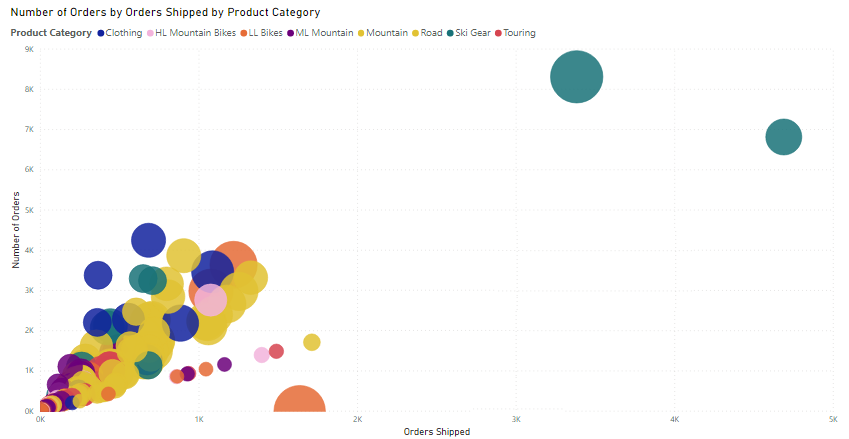 Number of Orders by Orders Shipped by Product Category
Product Category Clothing HL Mountain Bikes LL Bikes ML Mountain Mountain Road Ski Gear Touring
9K
8K
7K
6K
5K
4K
3K
2K
1K
0K
Number of Orders
0K 1K 2K 3K 4K 5K
Orders Shipped